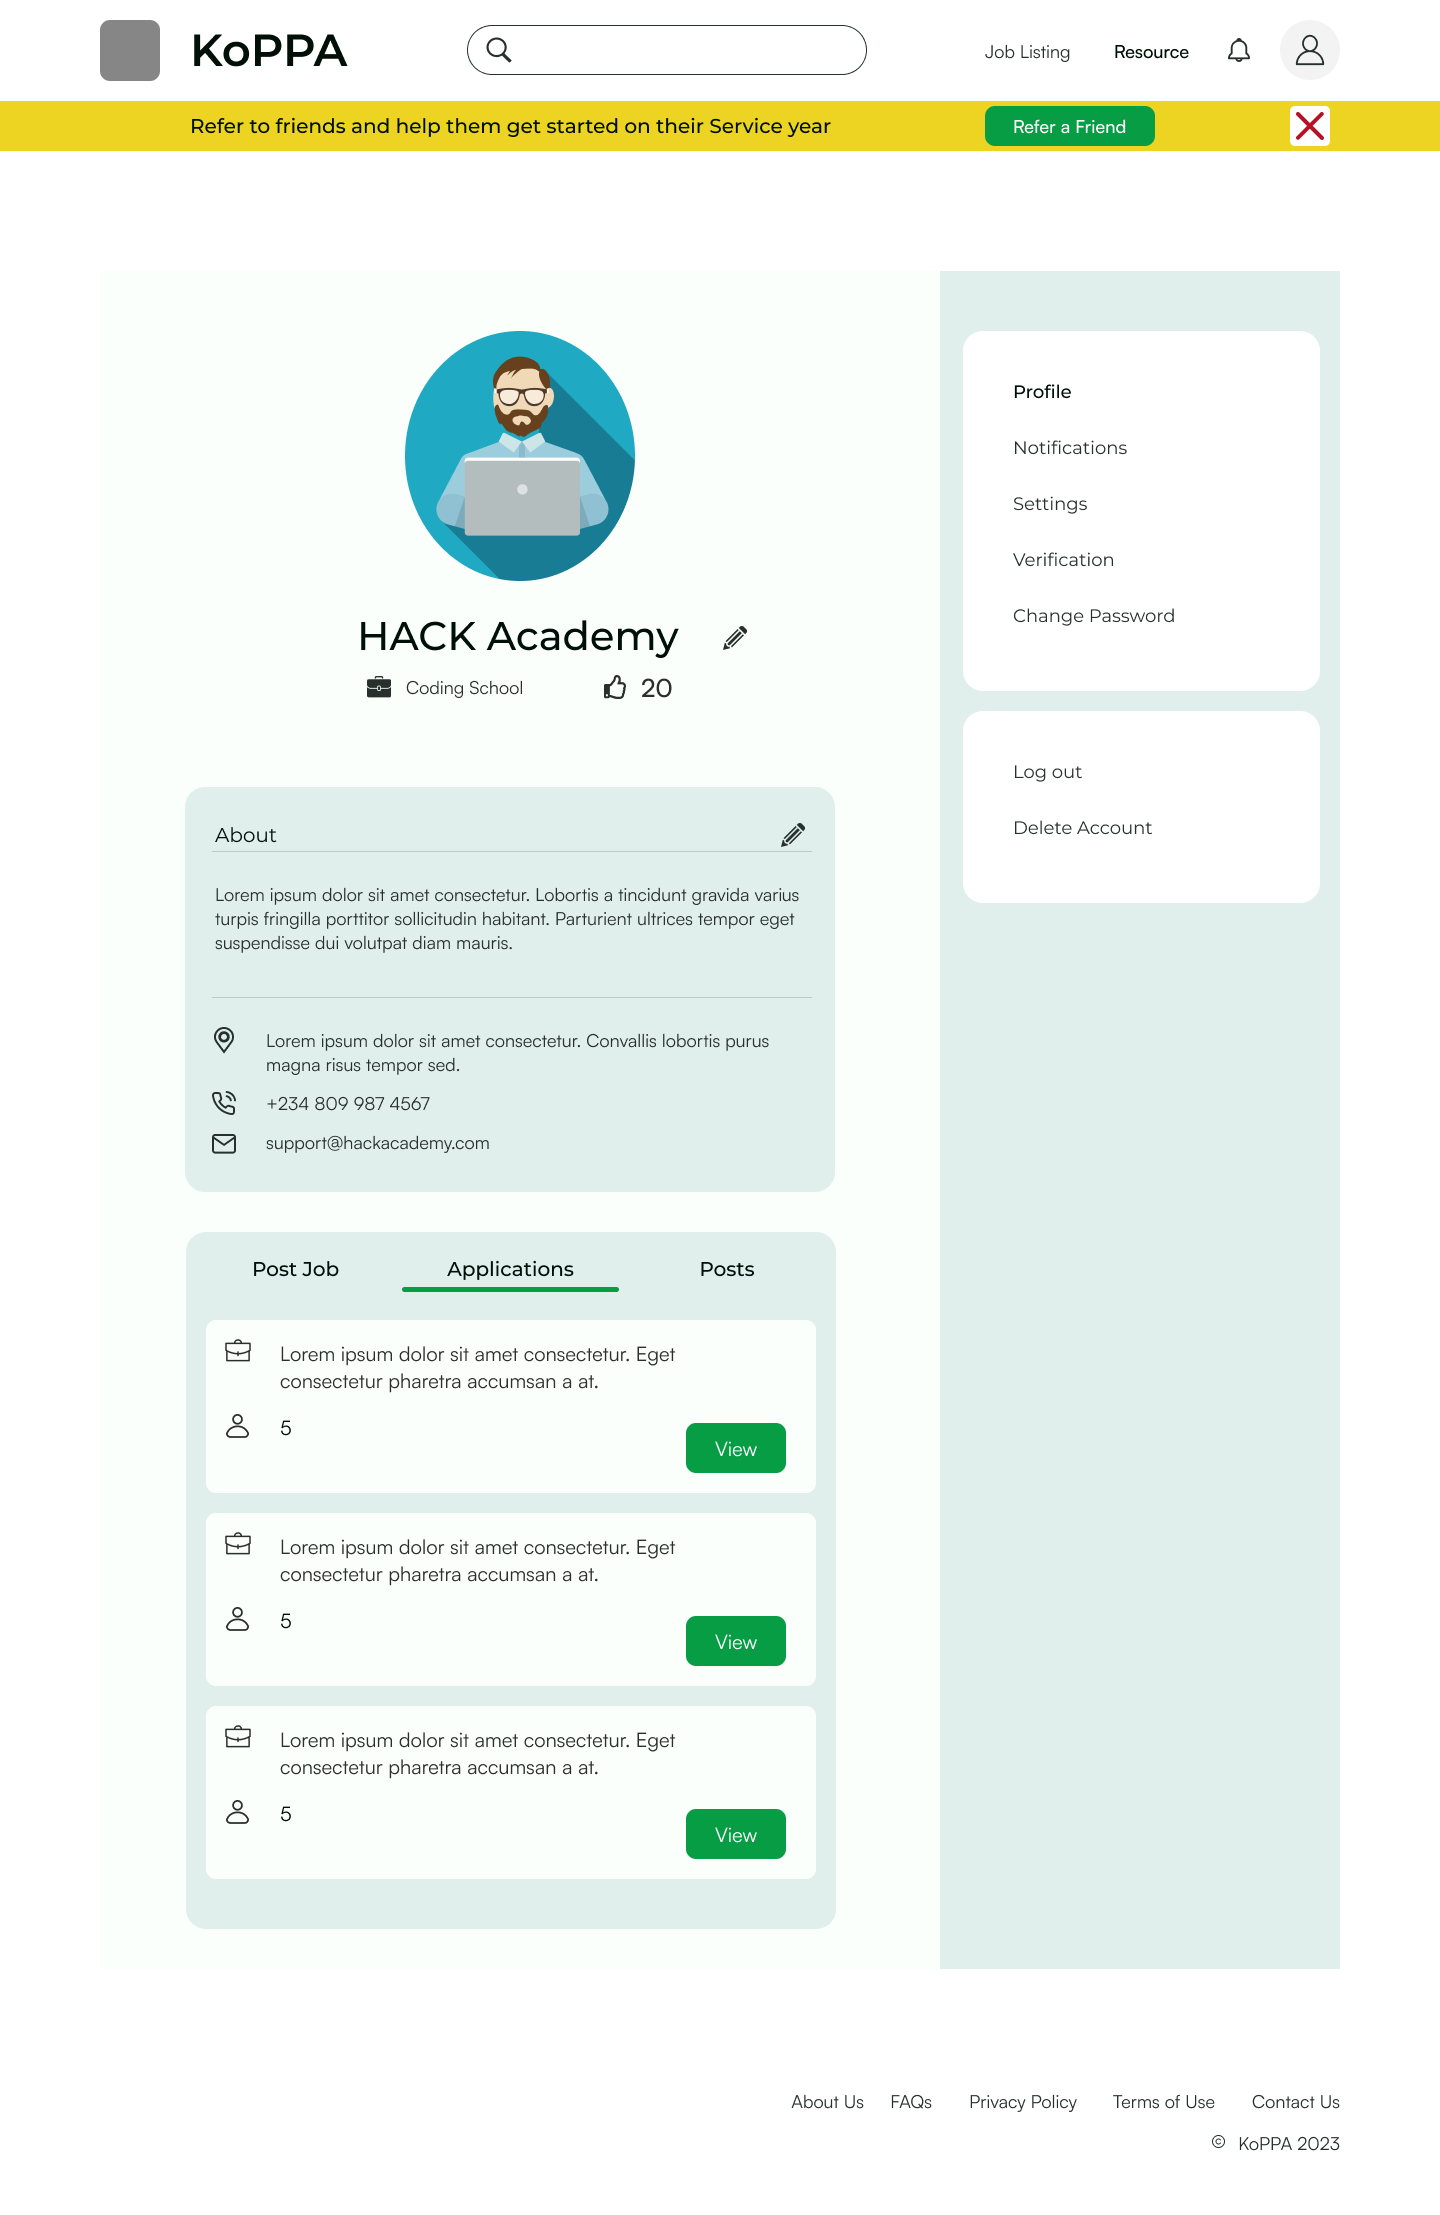 KoPPA
Job Listing
Resource
Refer to friends and help them get started on their Service year
Refer a Friend
HACK Academy
Coding School
20
Profile
Notifications
Settings
Verification
Change Password
Log out
Delete Account
About
Lorem ipsum dolor sit amet consectetur. Lobortis a tincidunt gravida varius
turpis fringilla porttitor sollicitudin habitant. Parturient ultrices tempor eget
suspendisse dui volutpat diam mauris.
Lorem ipsum dolor sit amet consectetur. Convallis lobortis purus
magna risus tempor sed.
+234 809 987 4567
support@hackacademy.com
Post Job
Applications
Posts
Lorem ipsum dolor sit amet consectetur. Eget
consectetur pharetra accumsan a at.
5
View
Lorem ipsum dolor sit amet consectetur. Eget
consectetur pharetra accumsan a at.
5
View
Lorem ipsum dolor sit amet consectetur. Eget
consectetur pharetra accumsan a at.
5
View
About Us
FAQs
Privacy Policy
Terms of Use
Contact Us
© KoPPA 2023